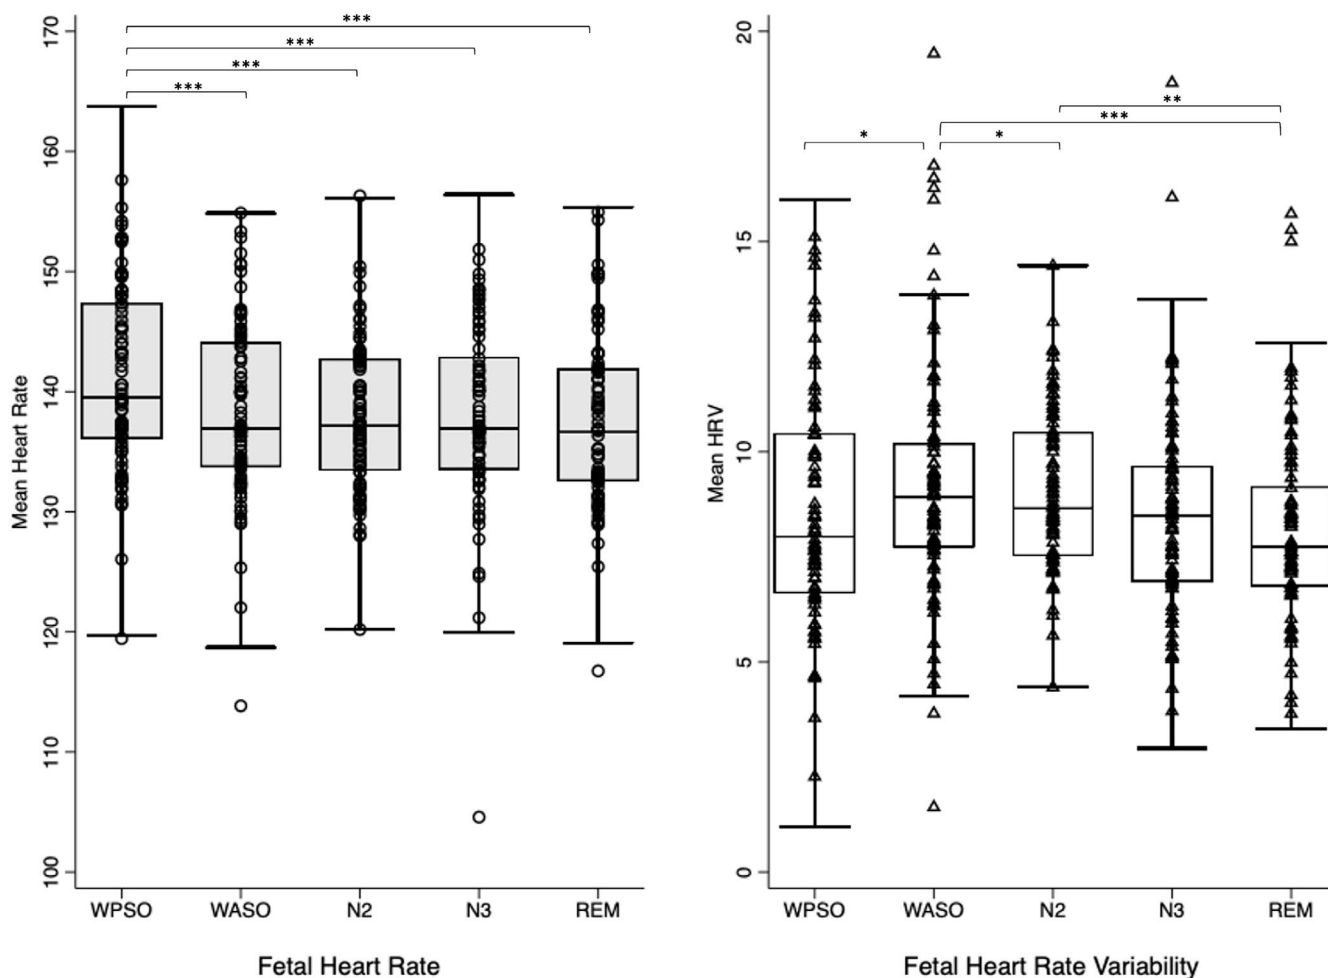 170
160
150
140
130
120
110
100
Mean Heart Rate
***
***
***
***
WPSO
WASO
N2
N3
REM
Fetal Heart Rate
20
15
10
5
0
Mean HRV
**
***
*
*
WPSO
WASO
N2
N3
REM
Fetal Heart Rate Variability